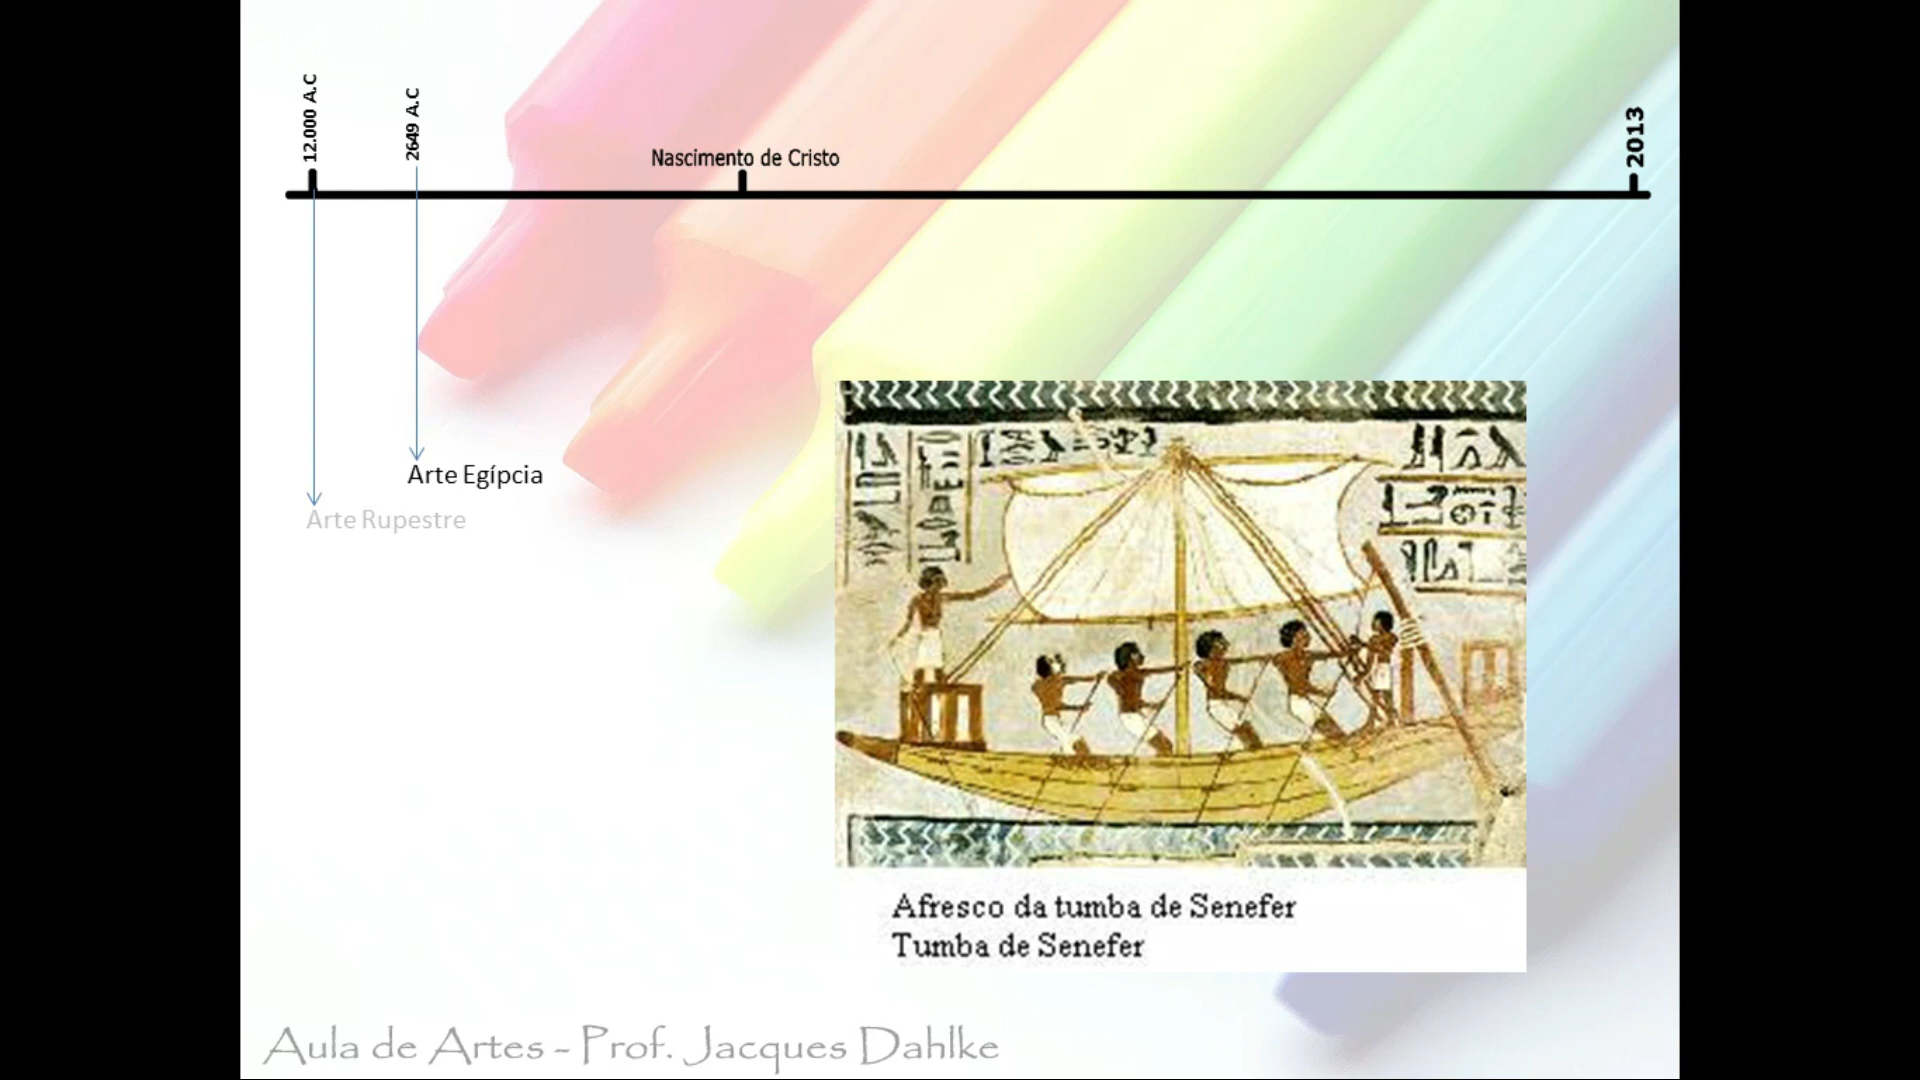 12.000 A.C
2649 A.C
Nascimento de Cristo
2013
Arte Egípcia
Arte Rupestre
Afresco da tumba de Senefer
Tumba de Senefer
Aula de Artes - Prof. Jacques Dahlke